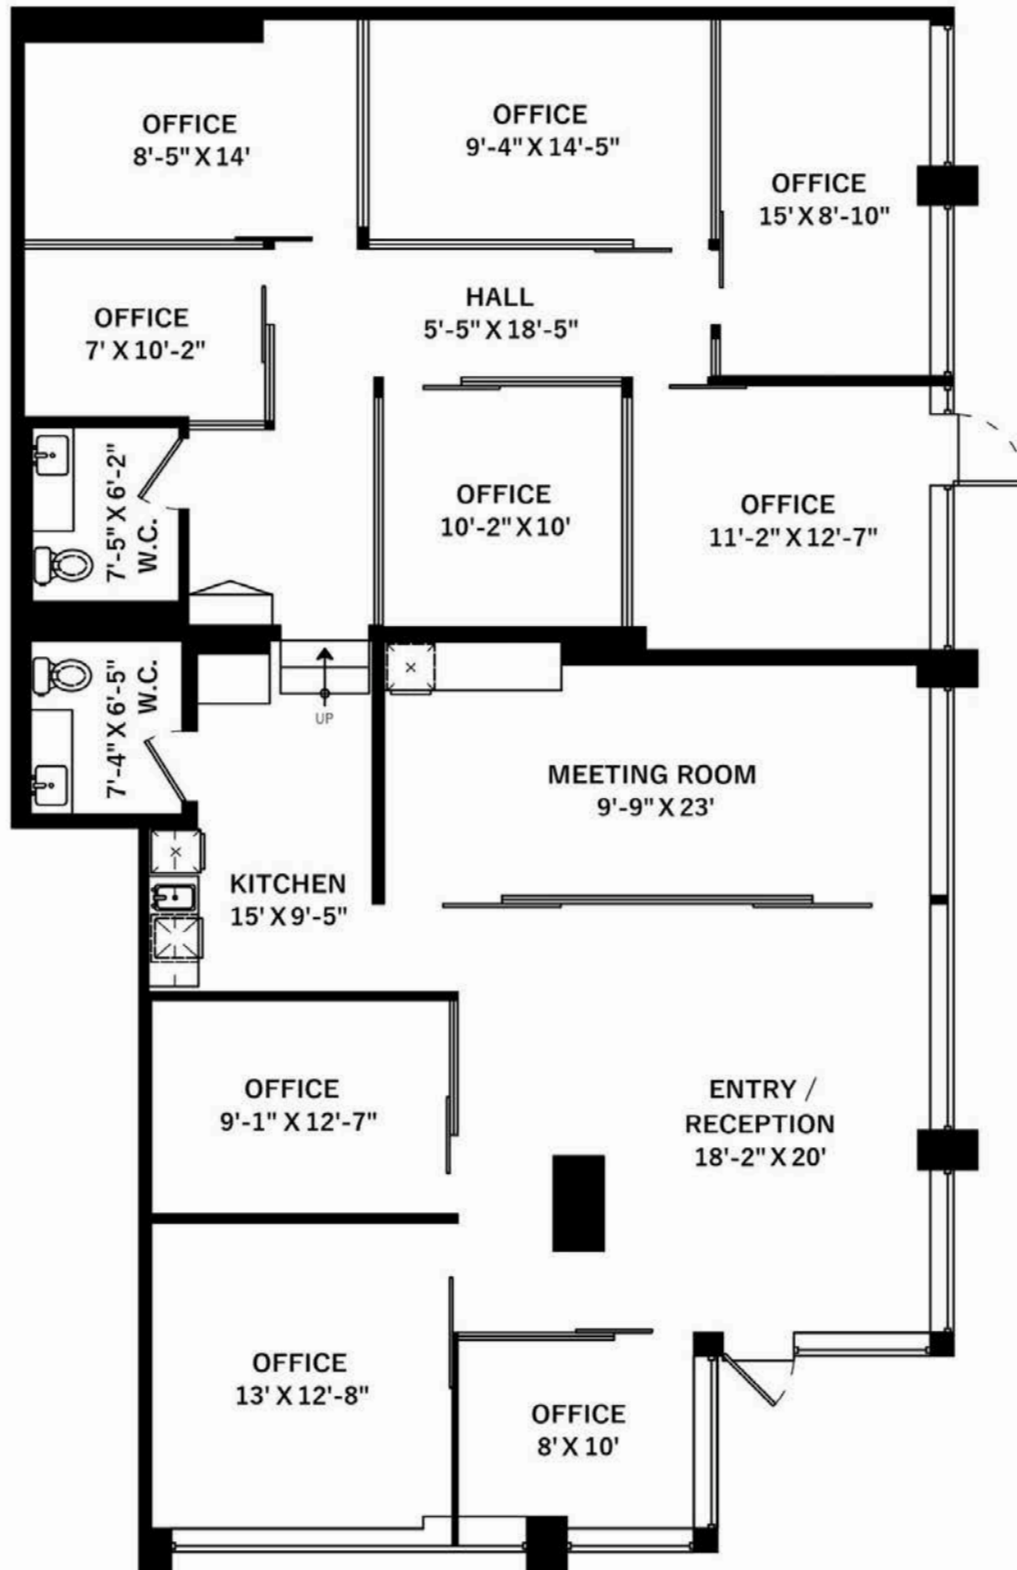 OFFICE
8'-5" X 14'
OFFICE
9'-4" X 14'-5"
OFFICE
15' X 8'-10"
HALL
5'-5" X 18'-5"
OFFICE
7' X 10'-2"
7'-5" X 6'-2"
W.C.
OFFICE
10'-2" X 10'
OFFICE
11'-2" X 12'-7"
7'-4" X 6'-5"
W.C.
UP
MEETING ROOM
9'-9" X 23'
KITCHEN
15' X 9'-5"
OFFICE
9'-1" X 12'-7"
ENTRY /
RECEPTION
18'-2" X 20'
OFFICE
13' X 12'-8"
OFFICE
8' X 10'